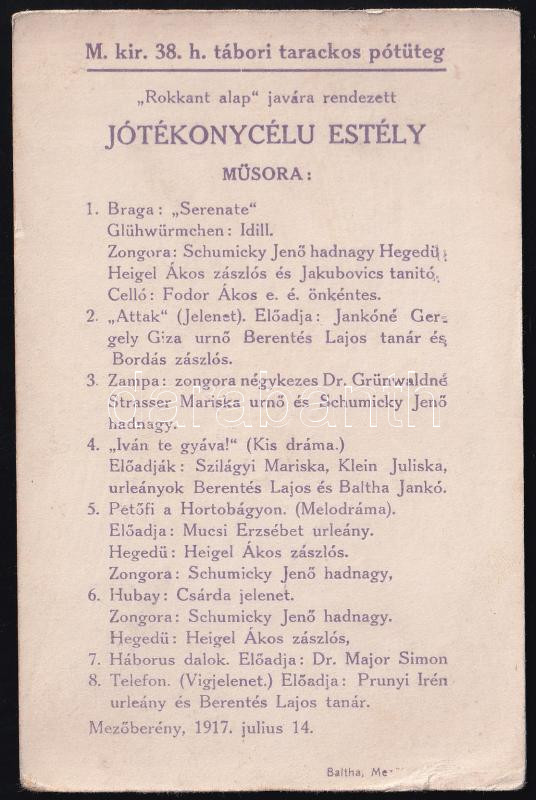 M. kir. 38. h. tábori tarackos pótüteg
„Rokkant alap“ javára rendezett
JÓTÉKONYCÉLU ESTÉLY
MŰSORA:
1. Braga: „Serenate“
Glühwürmchen: Idill.
Zongora: Schumicky Jenő hadnagy Hegedü:
Heigel Ákos zászlós és Jakubovics tanitó.
Celló: Fodor Ákos e. é. önkéntes.
2. „Attak“ (Jelenet). Előadja: Jankóné Ger-
gely Giza urnő Berentés Lajos tanár és
Bordás zászlós.
3. Zampa: zongora négykezes Dr. Grünwaldné
Strasser Mariska urnő és Schumicky Jenő
hadnagy.
4. „Iván te gyáva!“ (Kis dráma.)
Előadják: Szilágyi Mariska, Klein Juliska,
urleányok Berentés Lajos és Baltha Jankó.
5. Petőfi a Hortobágyon. (Melodráma).
Előadja: Mucsi Erzsébet urleány.
Hegedü: Heigel Ákos zászlós.
Zongora: Schumicky Jenő hadnagy,
6. Hubay: Csárda jelenet.
Zongora: Schumicky Jenő hadnagy.
Hegedü: Heigel Ákos zászlós,
7. Háborus dalok. Előadja: Dr. Major Simon
8. Telefon. (Vigjelenet.) Előadja: Prunyi Irén
urleány és Berentés Lajos tanár.
Mezőberény, 1917. julius 14.
Baltha,
darabanth